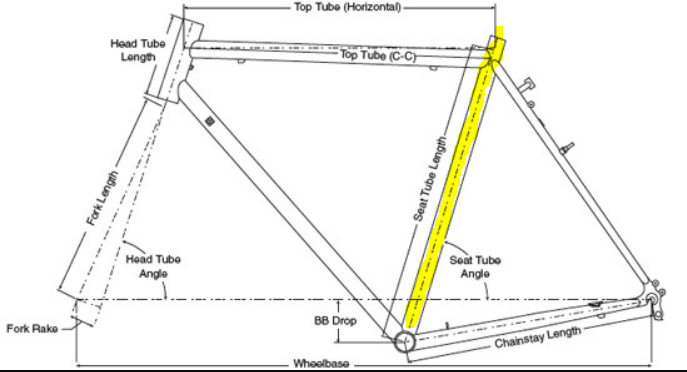 Top Tube (Horizontal)
Head Tube
Length
Top Tube (C-C)
Seat Tube Length
Fork Length
Head Tube
Angle
Seat Tube
Angle
BB Drop
Fork Rake
Chainstay Length
Wheelbase